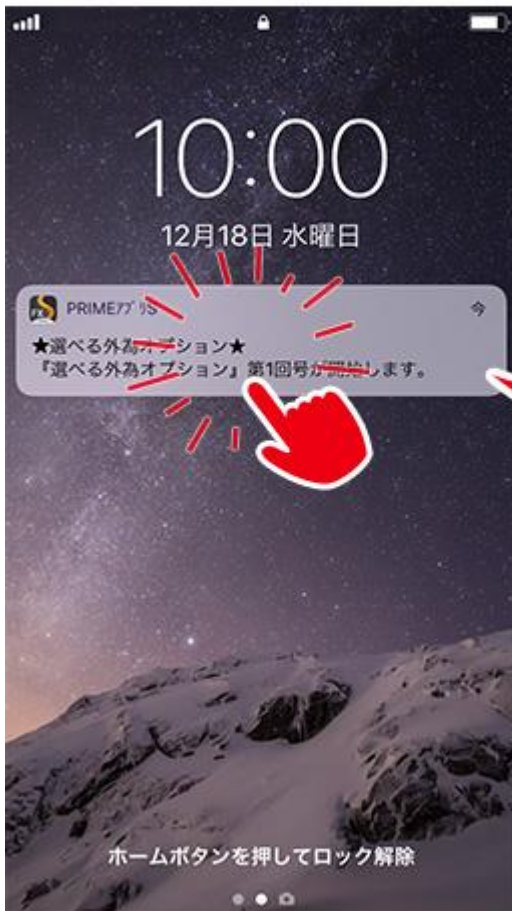 10:00
12月18日 水曜日
PRIMEアプリS
今
★選べる外為オプション★
『選べる外為オプション』第1回号が開始します。
ホームボタンを押してロック解除